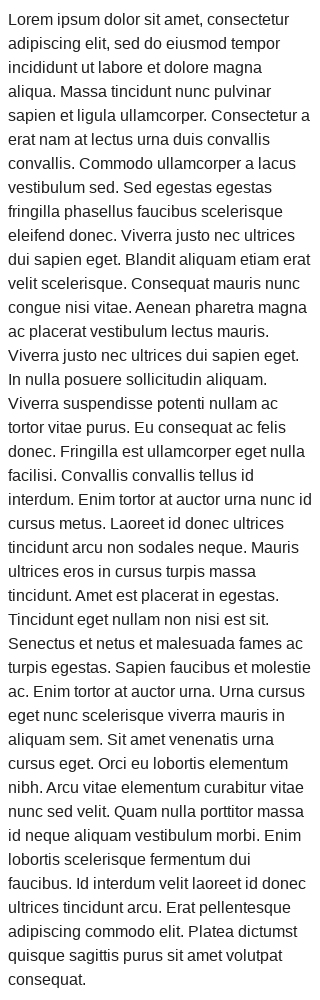 Lorem ipsum dolor sit amet, consectetur
adipiscing elit, sed do eiusmod tempor
incididunt ut labore et dolore magna
aliqua. Massa tincidunt nunc pulvinar
sapien et ligula ullamcorper. Consectetur a
erat nam at lectus urna duis convallis
convallis. Commodo ullamcorper a lacus
vestibulum sed. Sed egestas egestas
fringilla phasellus faucibus scelerisque
eleifend donec. Viverra justo nec ultrices
dui sapien eget. Blandit aliquam etiam erat
velit scelerisque. Consequat mauris nunc
congue nisi vitae. Aenean pharetra magna
ac placerat vestibulum lectus mauris.
Viverra justo nec ultrices dui sapien eget.
In nulla posuere sollicitudin aliquam.
Viverra suspendisse potenti nullam ac
tortor vitae purus. Eu consequat ac felis
donec. Fringilla est ullamcorper eget nulla
facilisi. Convallis convallis tellus id
interdum. Enim tortor at auctor urna nunc id
cursus metus. Laoreet id donec ultrices
tincidunt arcu non sodales neque. Mauris
ultrices eros in cursus turpis massa
tincidunt. Amet est placerat in egestas.
Tincidunt eget nullam non nisi est sit.
Senectus et netus et malesuada fames ac
turpis egestas. Sapien faucibus et molestie
ac. Enim tortor at auctor urna. Urna cursus
eget nunc scelerisque viverra mauris in
aliquam sem. Sit amet venenatis urna
cursus eget. Orci eu lobortis elementum
nibh. Arcu vitae elementum curabitur vitae
nunc sed velit. Quam nulla porttitor massa
id neque aliquam vestibulum morbi. Enim
lobortis scelerisque fermentum dui
faucibus. Id interdum velit laoreet id donec
ultrices tincidunt arcu. Erat pellentesque
adipiscing commodo elit. Platea dictumst
quisque sagittis purus sit amet volutpat
consequat.